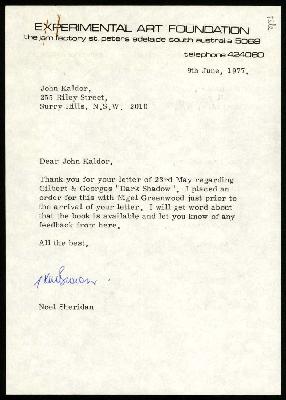 EXPERIMENTAL ART FOUNDATION
the jam factory st. peters adelaide south australia 5069
telephone 424060
9th June, 1977.
John Kaldor,
255 Riley Street,
Surry Hills, N.S.W. 2010
Dear John Kaldor,
Thank you for your letter of 23rd May regarding
Gilbert & Georges "Dark Shadow". I placed an
order for this with Nigel Greenwood just prior to
the arrival of your letter. I will get word about
that the book is available and let you know of any
feedback from here.
All the best,
Noel Sheridan